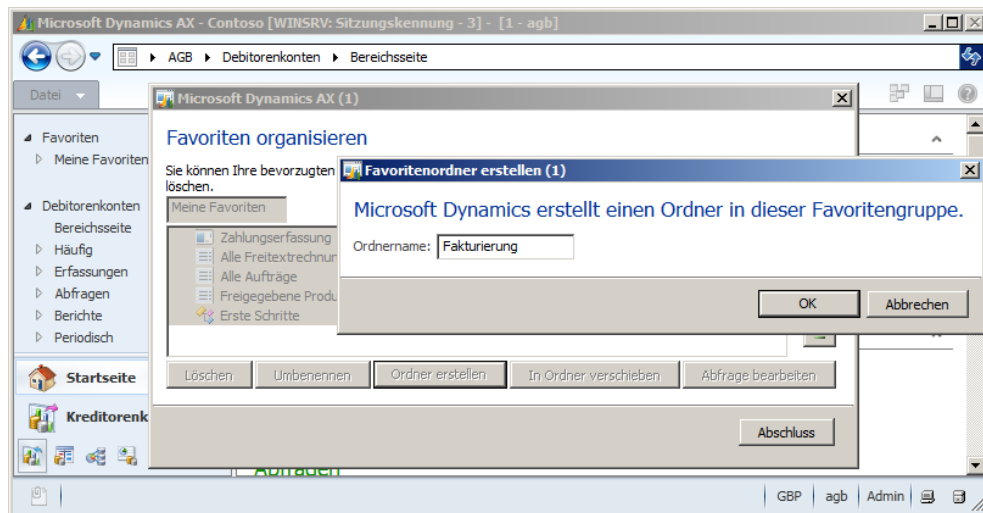 Microsoft Dynamics AX - Contoso [WINSRV: Sitzungskennung - 3] - [1 - agb]
AGB Debitorenkonten Bereichsseite
Datei
Favoriten
Meine Favoriten
Debitorenkonten
Bereichsseite
Häufig
Erfassungen
Abfragen
Berichte
Periodisch
Startseite
Kreditorenk
Microsoft Dynamics AX (1)
Favoriten organisieren
Sie können Ihre bevorzugten
löschen.
Meine Favoriten
Zahlungserfassung
Alle Freitextrechnur
Alle Aufträge
Freigegebene Produ
Erste Schritte
Löschen Umbenennen Ordner erstellen In Ordner verschieben Abfrage bearbeiten
Abschluss
Favoritenordner erstellen (1)
Microsoft Dynamics erstellt einen Ordner in dieser Favoritengruppe.
Ordnername: Fakturierung
OK Abbrechen
Abfragen
GBP agb Admin